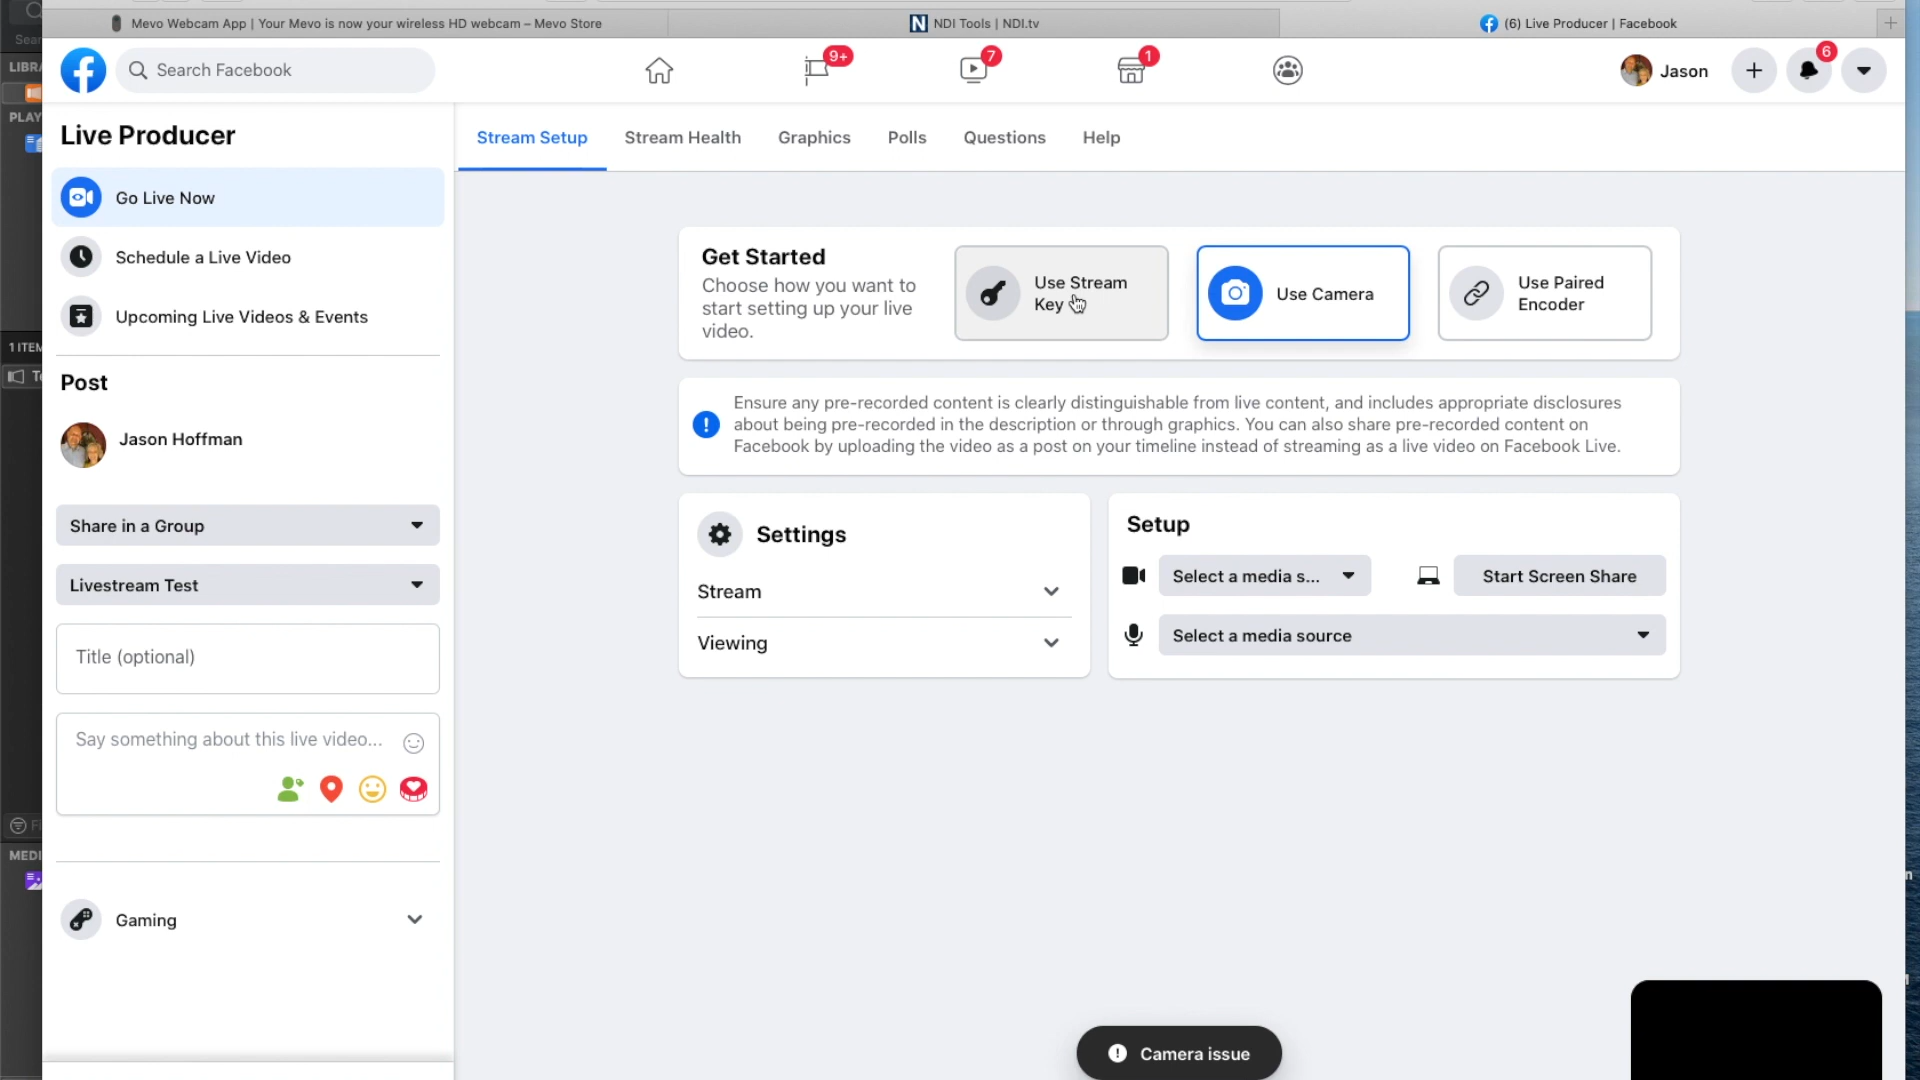 Mevo Webcam App | Your Mevo is now your wireless HD webcam – Mevo Store
NDI Tools | NDI.tv
(6) Live Producer | Facebook
Search Facebook
9+
7
1
Jason
6
Live Producer
Go Live Now
Schedule a Live Video
Upcoming Live Videos & Events
Post
Jason Hoffman
Share in a Group
Livestream Test
Title (optional)
Say something about this live video...
Gaming
Stream Setup
Stream Health
Graphics
Polls
Questions
Help
Get Started
Choose how you want to
start setting up your live
video.
Use Stream
Key
Use Camera
Use Paired
Encoder
Ensure any pre-recorded content is clearly distinguishable from live content, and includes appropriate disclosures
about being pre-recorded in the description or through graphics. You can also share pre-recorded content on
Facebook by uploading the video as a post on your timeline instead of streaming as a live video on Facebook Live.
Settings
Stream
Viewing
Setup
Select a media s...
Start Screen Share
Select a media source
Camera issue
1 ITEM